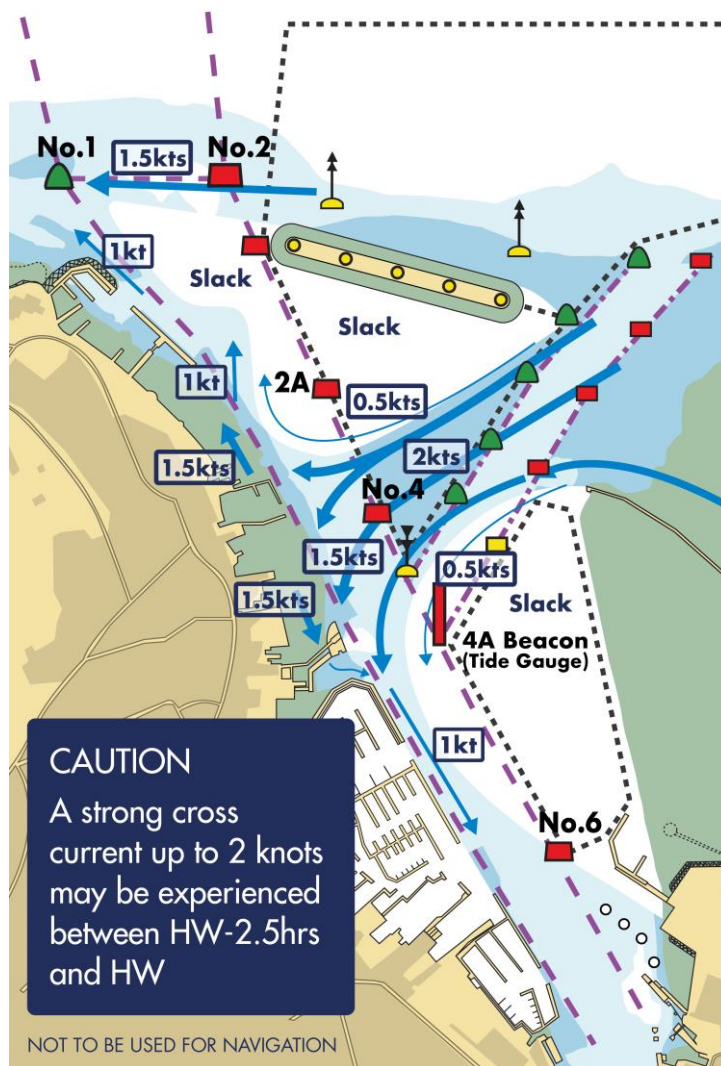 No.1
1.5kts
No.2
1kt
Slack
Slack
1kt
2A
0.5kts
1.5kts
2kts
No.4
1.5kts
0.5kts
1.5kts
Slack
4A Beacon
(Tide Gauge)
1kt
No.6
CAUTION
A strong cross
current up to 2 knots
may be experienced
between HW-2.5hrs
and HW
NOT TO BE USED FOR NAVIGATION